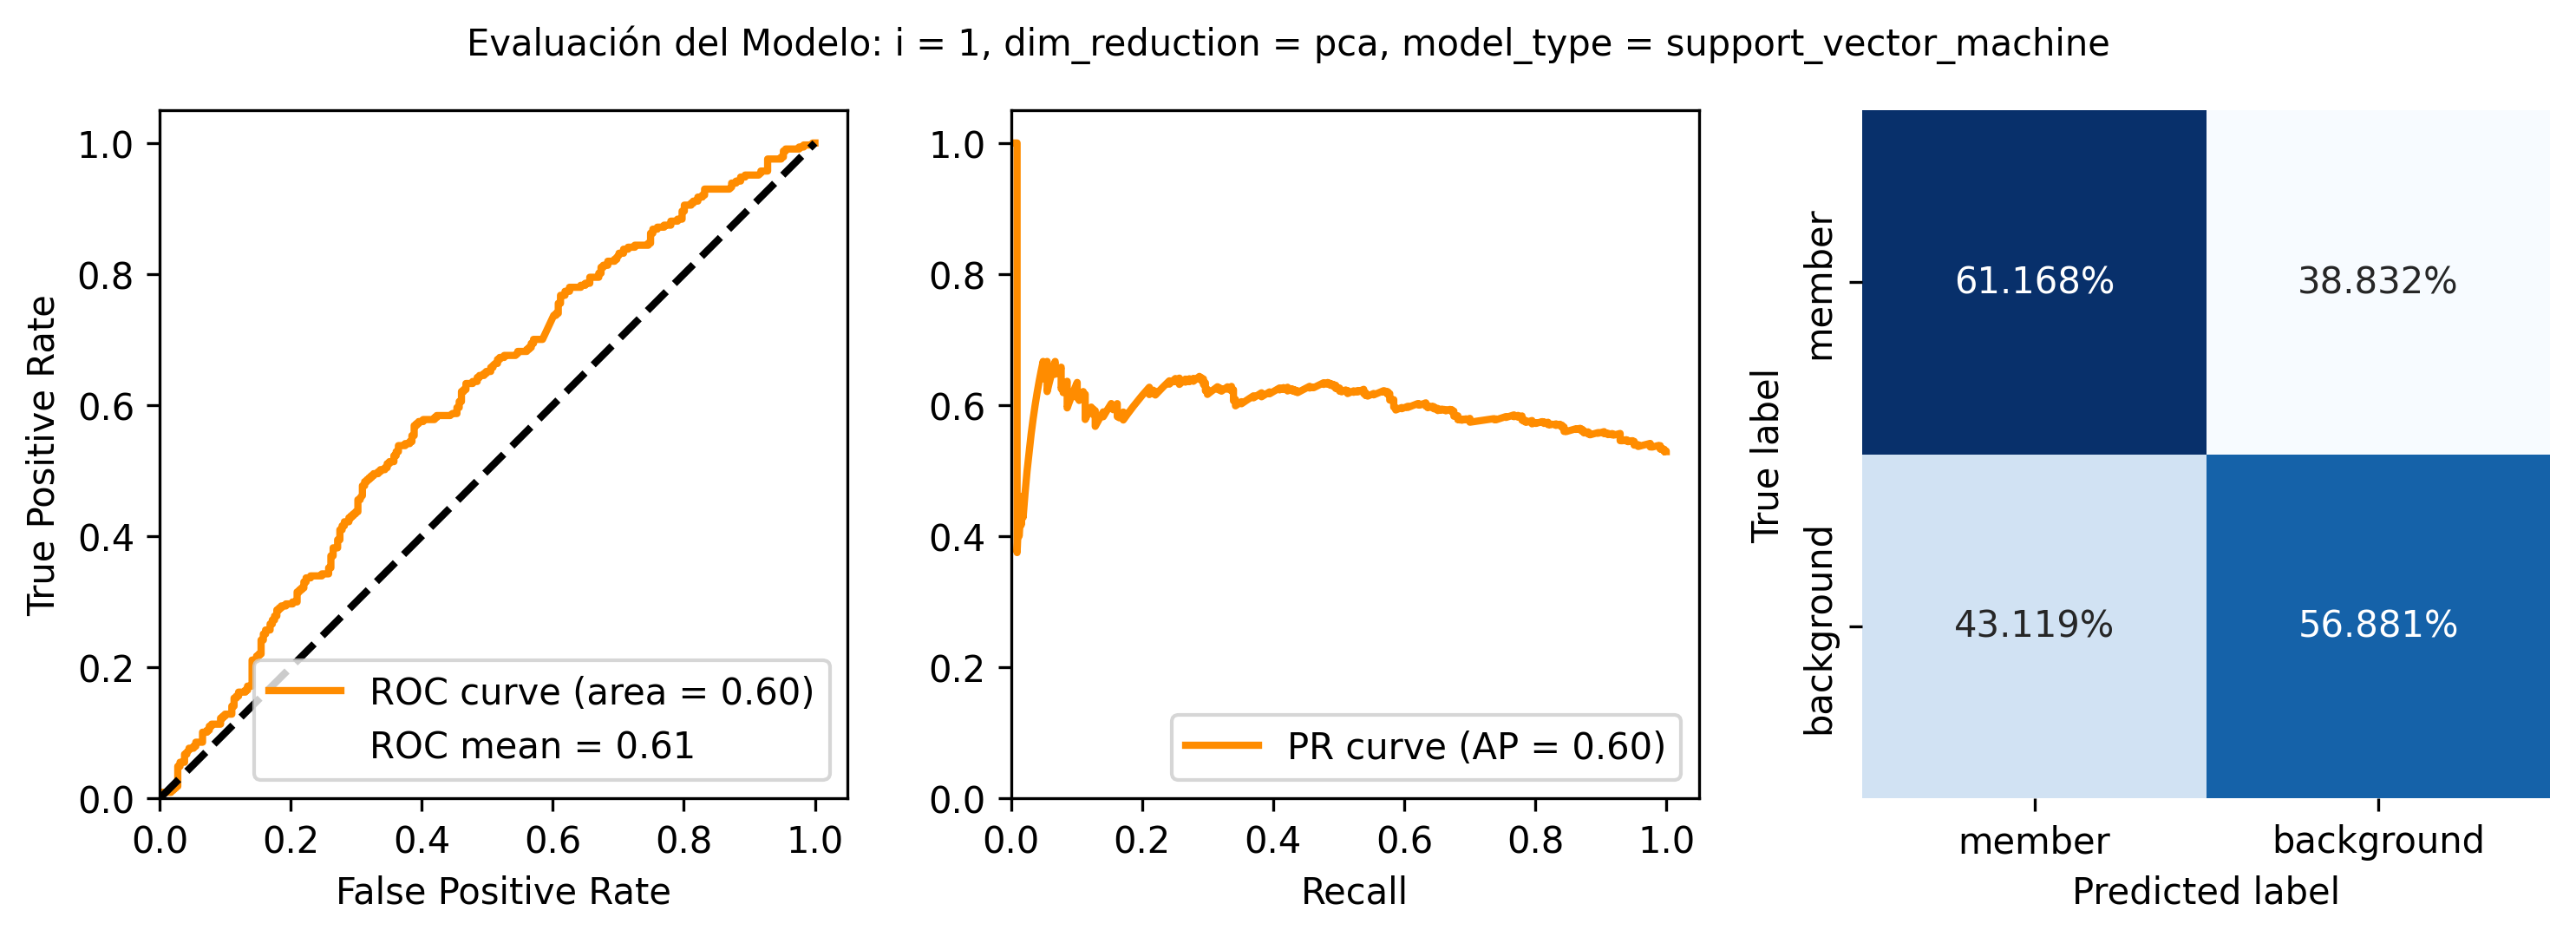 Evaluación del Modelo: i = 1, dim_reduction = pca, model_type = support_vector_machine
True Positive Rate
1.0
0.8
0.6
0.4
0.2
0.0
ROC curve (area = 0.60)
ROC mean = 0.61
0.0 0.2 0.4 0.6 0.8 1.0
False Positive Rate
1.0
0.8
0.6
0.4
0.2
0.0
PR curve (AP = 0.60)
0.0 0.2 0.4 0.6 0.8 1.0
Recall
True label
member
background
61.168% 38.832%
43.119% 56.881%
member background
Predicted label